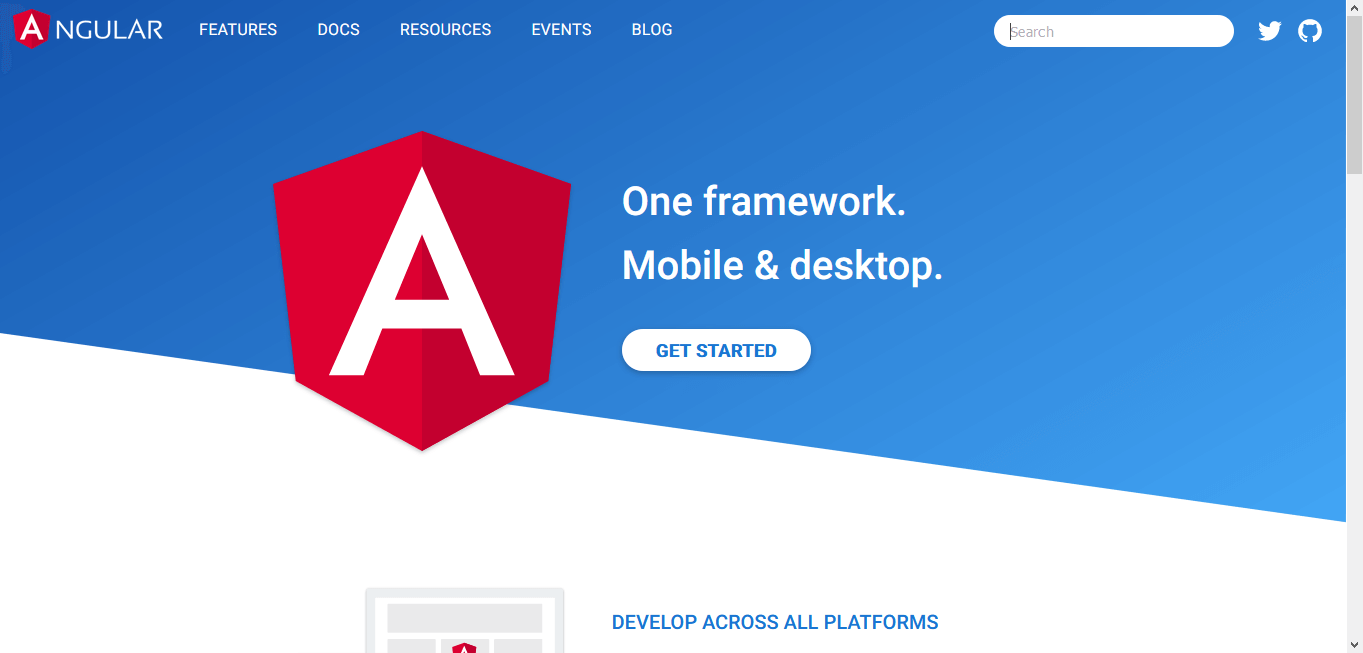 ANGULAR FEATURES DOCS RESOURCES EVENTS BLOG Search
One framework.
Mobile & desktop.
GET STARTED
DEVELOP ACROSS ALL PLATFORMS